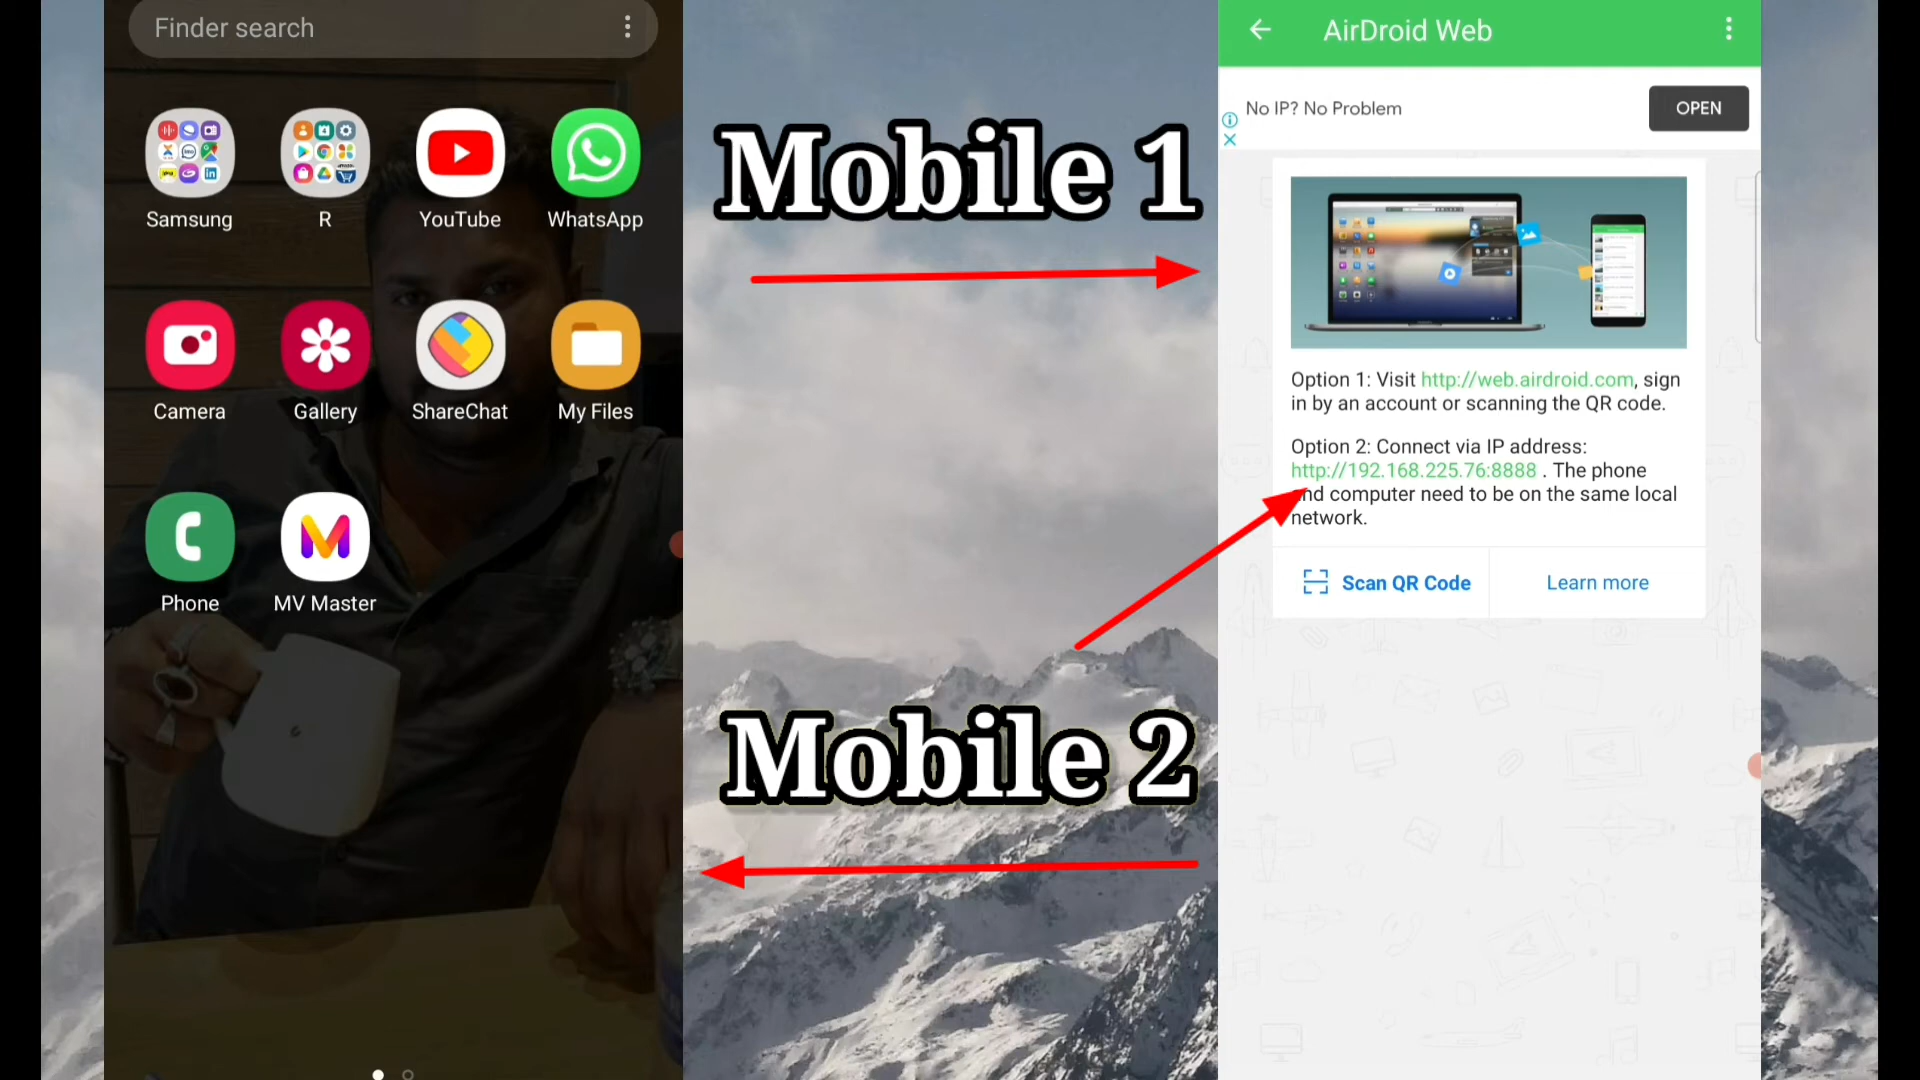 Finder search
Samsung
R
YouTube
WhatsApp
Camera
Gallery
ShareChat
My Files
Phone
MV Master
Mobile 1
Mobile 2
AirDroid Web
No IP? No Problem
OPEN
Option 1: Visit http://web.airdroid.com, sign
in by an account or scanning the QR code.
Option 2: Connect via IP address:
http://192.168.225.76:8888 . The phone
and computer need to be on the same local
network.
Scan QR Code
Learn more